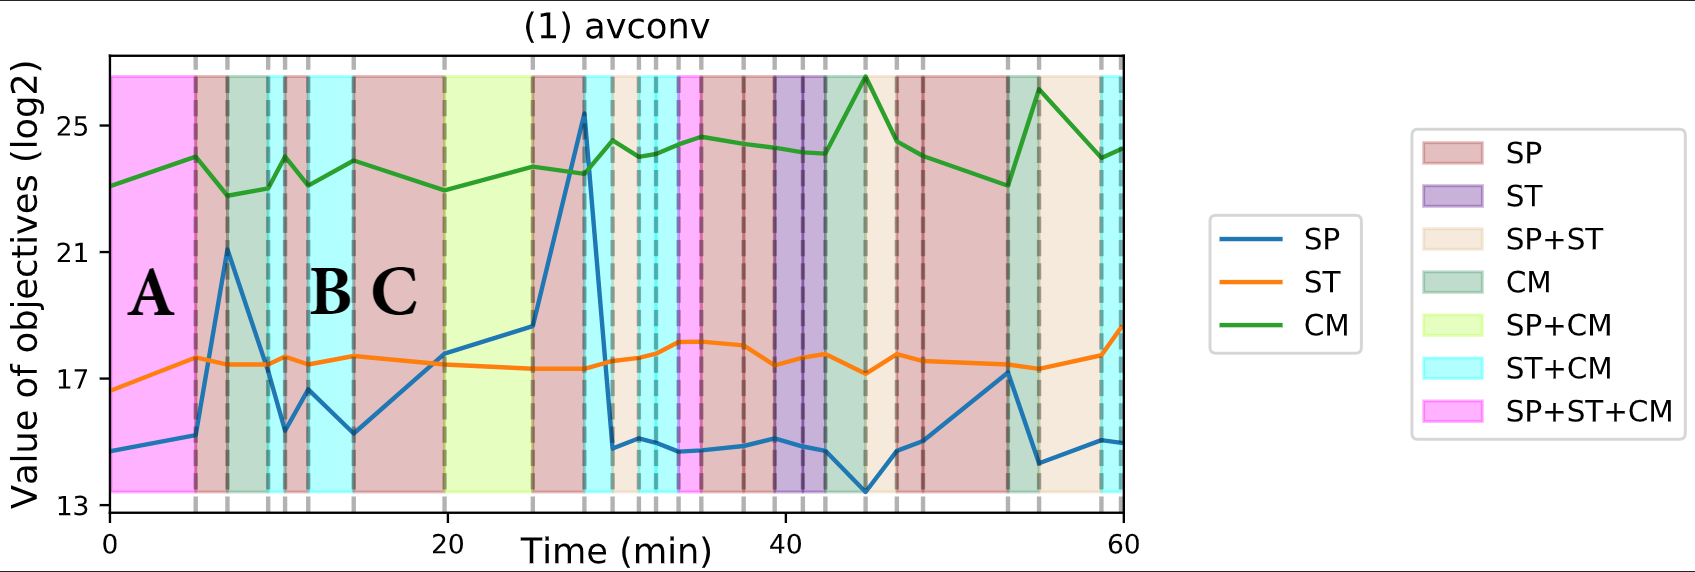 (1) avconv
Value of objectives (log2)
25
21
17
13
A
B
C
0
20
40
60
Time (min)
SP
ST
CM
SP
ST
SP+ST
CM
SP+CM
ST+CM
SP+ST+CM